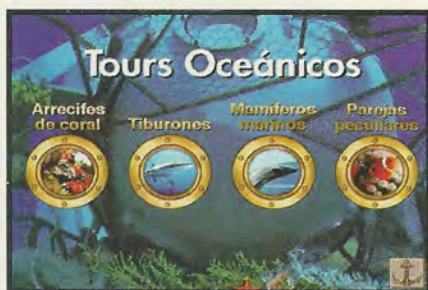 Tours Oceánicos
Arrecifes
de coral
Tiburones
Mamíferos
marinos
Parejas
peculiares